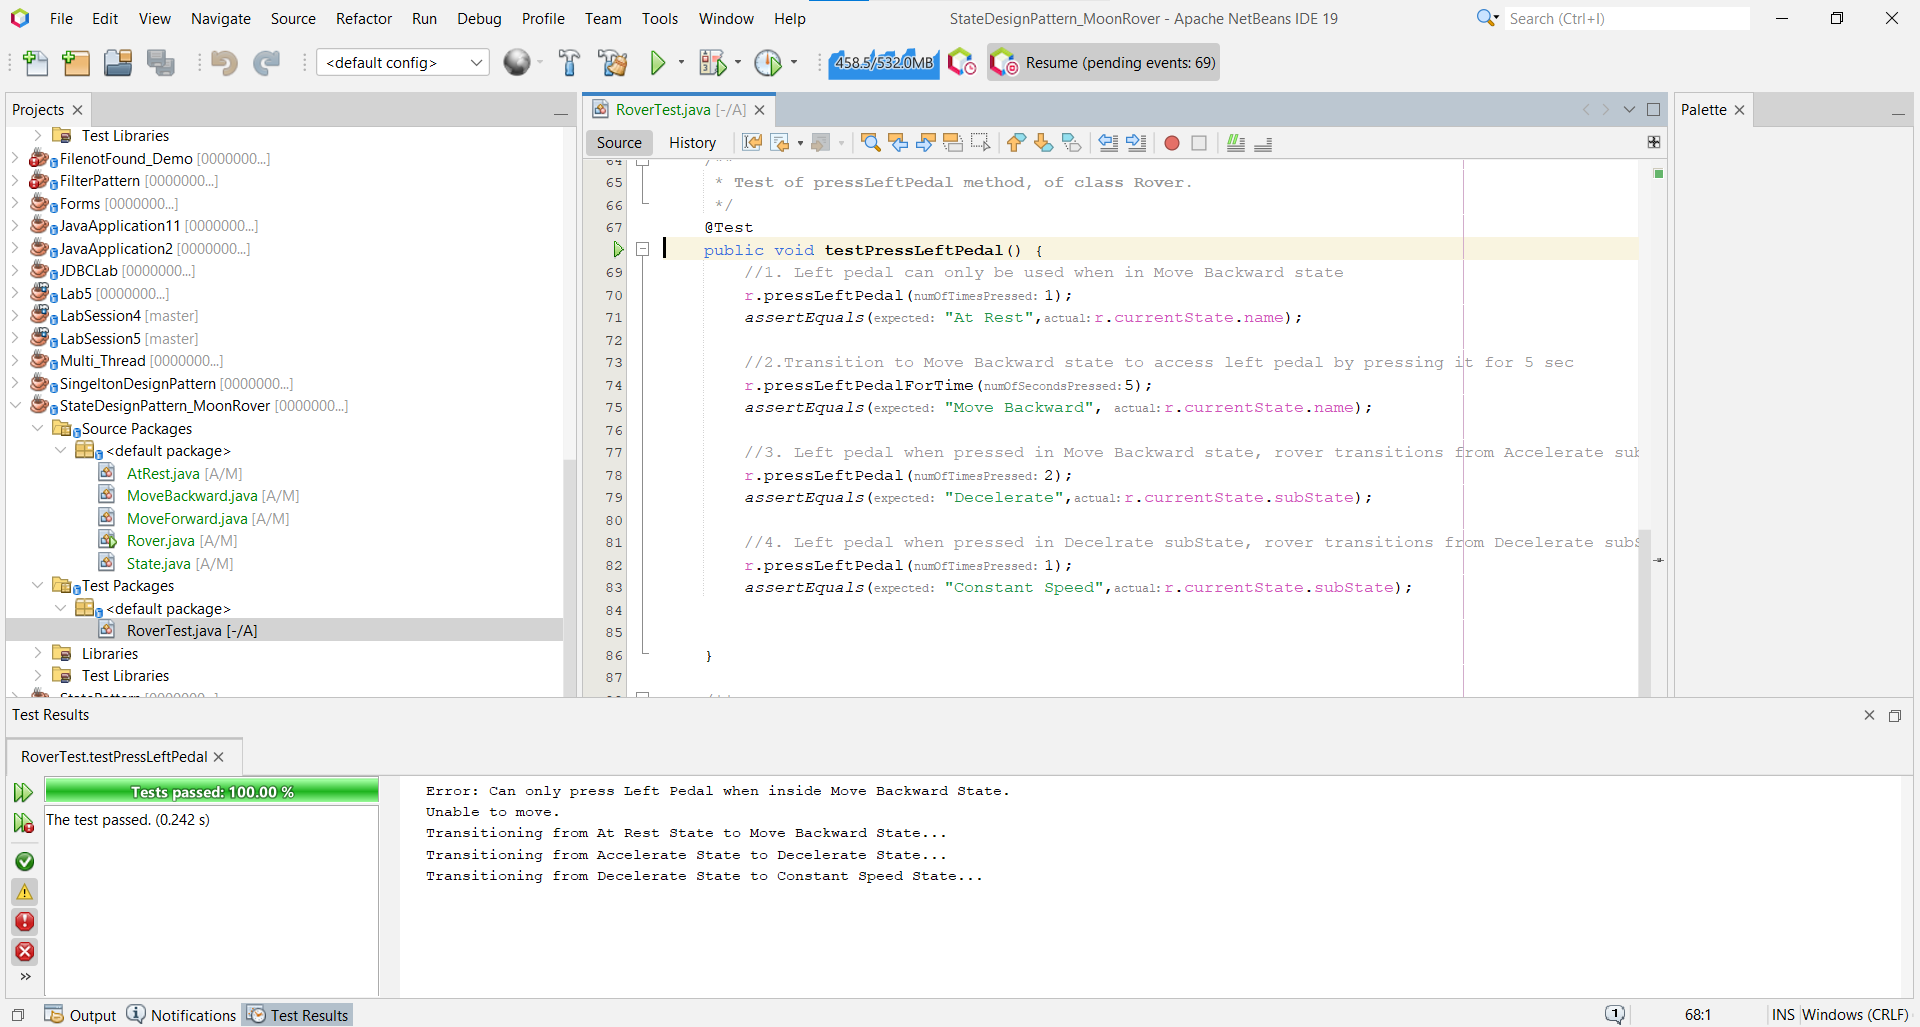 File Edit View Navigate Source Refactor Run Debug Profile Team Tools Window Help
StateDesignPattern_MoonRover - Apache NetBeans IDE 19
Search (Ctrl+I)
<default config>
458.5/532.0MB
Resume (pending events: 69)
Projects
Test Libraries
FilenotFound_Demo [0000000...]
FilterPattern [0000000...]
Forms [0000000...]
JavaApplication11 [0000000...]
JavaApplication2 [0000000...]
JDBCLab [0000000...]
Lab5 [0000000...]
LabSession4 [master]
LabSession5 [master]
Multi_Thread [0000000...]
SingeltonDesignPattern [0000000...]
StateDesignPattern_MoonRover [0000000...]
Source Packages
<default package>
AtRest.java [A/M]
MoveBackward.java [A/M]
MoveForward.java [A/M]
Rover.java [A/M]
State.java [A/M]
Test Packages
<default package>
RoverTest.java [-/A]
Libraries
Test Libraries
StatePattern [0000000...]
RoverTest.java [-/A]
Source History
64 /**
65 * Test of pressLeftPedal method, of class Rover.
66 */
67 @Test
public void testPressLeftPedal() {
69 //1. Left pedal can only be used when in Move Backward state
70 r.pressLeftPedal(numOfTimesPressed: 1);
71 assertEquals(expected: "At Rest",actual: r.currentState.name);
72
73 //2.Transition to Move Backward state to access left pedal by pressing it for 5 sec
74 r.pressLeftPedalForTime(numOfSecondsPressed: 5);
75 assertEquals(expected: "Move Backward", actual: r.currentState.name);
76
77 //3. Left pedal when pressed in Move Backward state, rover transitions from Accelerate sub
78 r.pressLeftPedal(numOfTimesPressed: 2);
79 assertEquals(expected: "Decelerate",actual: r.currentState.subState);
80
81 //4. Left pedal when pressed in Decelrate subState, rover transitions from Decelerate subS
82 r.pressLeftPedal(numOfTimesPressed: 1);
83 assertEquals(expected: "Constant Speed",actual: r.currentState.subState);
84
85
86 }
87
Palette
Test Results
RoverTest.testPressLeftPedal
Tests passed: 100.00 %
The test passed. (0.242 s)
Error: Can only press Left Pedal when inside Move Backward State.
Unable to move.
Transitioning from At Rest State to Move Backward State...
Transitioning from Accelerate State to Decelerate State...
Transitioning from Decelerate State to Constant Speed State...
Output Notifications Test Results
1
68:1
INS
Windows (CRLF)